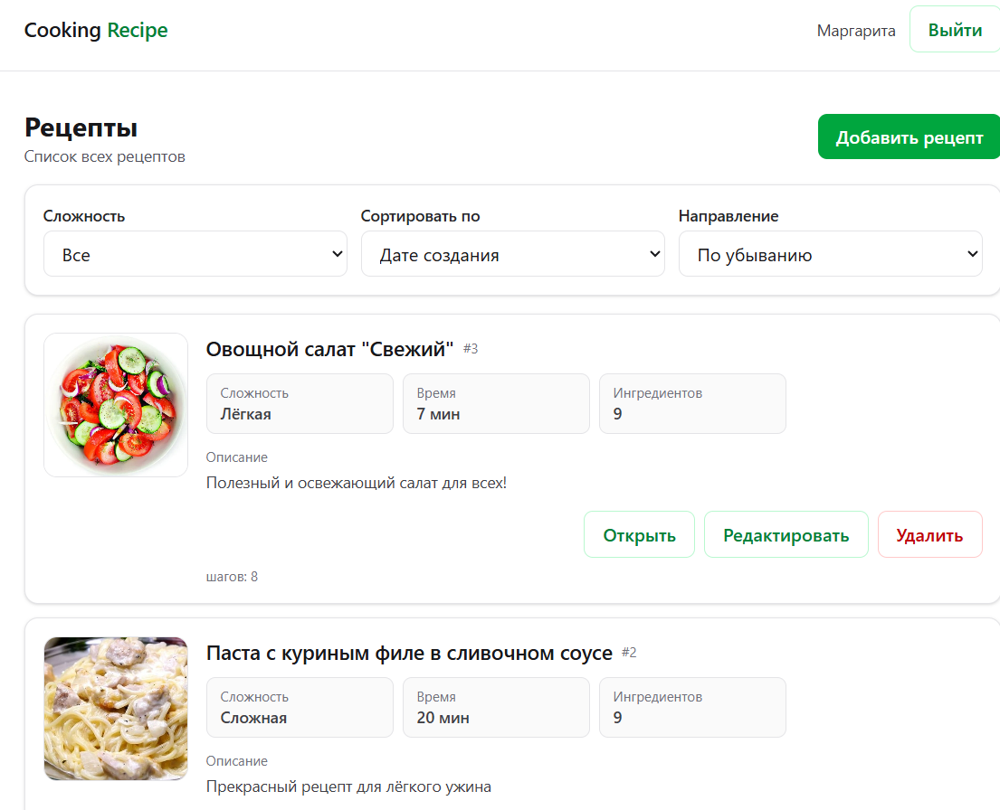 Cooking Recipe
Маргарита
Выйти
Рецепты
Список всех рецептов
Добавить рецепт
Сложность
Сортировать по
Направление
Все
Дате создания
По убыванию
Овощной салат "Свежий" #3
Сложность
Время
Ингредиентов
Лёгкая
7 мин
9
Описание
Полезный и освежающий салат для всех!
Открыть
Редактировать
Удалить
шагов: 8
Паста с куриным филе в сливочном соусе #2
Сложность
Время
Ингредиентов
Сложная
20 мин
9
Описание
Прекрасный рецепт для лёгкого ужина